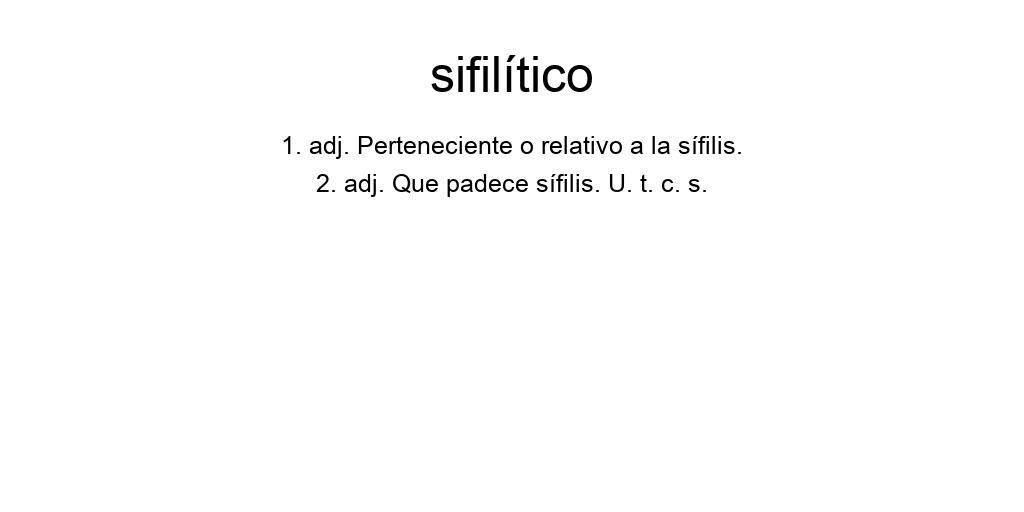 sifilítico
1. adj. Perteneciente o relativo a la sífilis.
2. adj. Que padece sífilis. U. t. c. s.